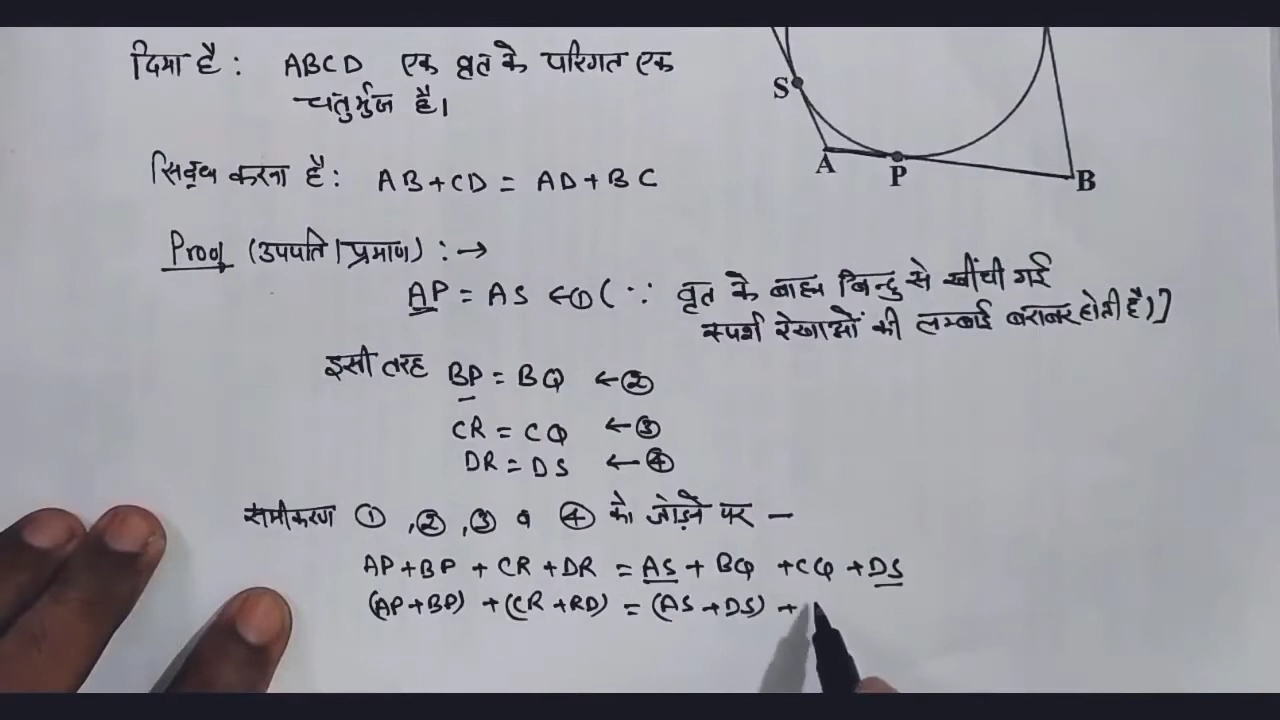 दिया है : ABCD एक वृत के परिगत एक
चतुर्भुज है।
सिद्ध करना है : AB + CD = AD + BC
Proof (उपपति | प्रमाण) : →
AP = AS ← ① ( ∵ वृत के बाह्य बिन्दु से खींची गई
स्पर्श रेखाओं की लम्बाई बराबर होती है)]
इसी तरह BP = BQ ← ②
CR = CQ ← ③
DR = DS ← ④
समीकरण ① , ② , ③ व ④ को जोड़ने पर —
AP + BP + CR + DR = AS + BQ + CQ + DS
(AP + BP) + (CR + RD) = (AS + DS) +
S
A
P
B